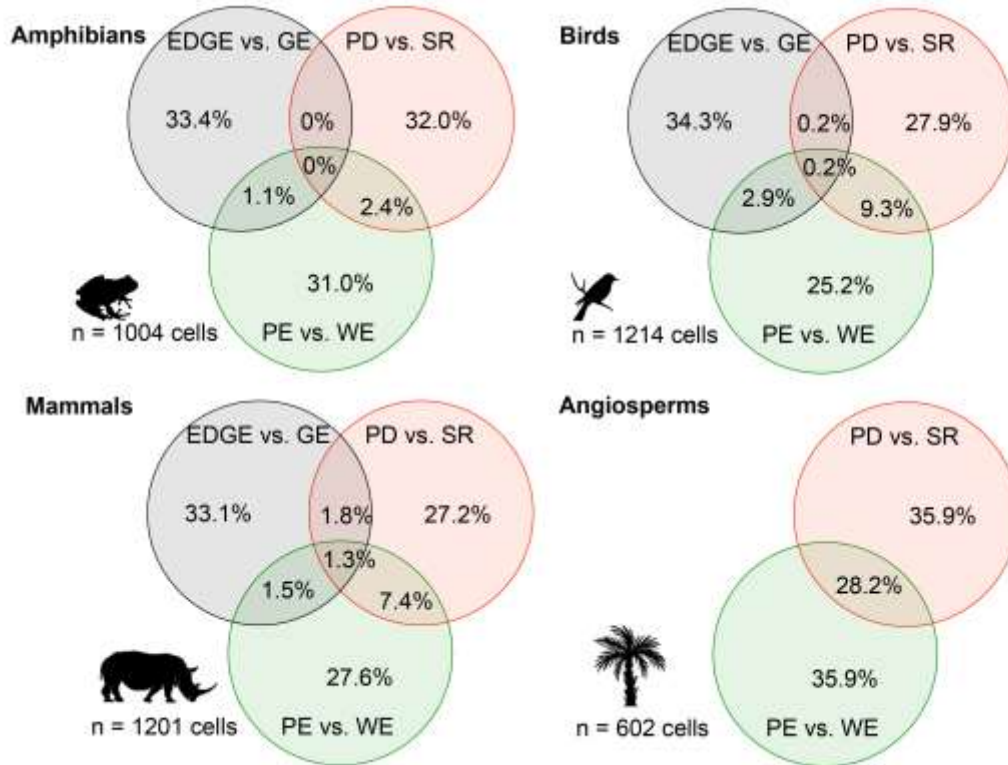 Amphibians
EDGE vs. GE
PD vs. SR
33.4%
0%
32.0%
0%
1.1%
2.4%
31.0%
n = 1004 cells
PE vs. WE
Birds
EDGE vs. GE
PD vs. SR
34.3%
0.2%
27.9%
0.2%
2.9%
9.3%
25.2%
n = 1214 cells
PE vs. WE
Mammals
EDGE vs. GE
PD vs. SR
33.1%
1.8%
27.2%
1.3%
1.5%
7.4%
27.6%
n = 1201 cells
PE vs. WE
Angiosperms
PD vs. SR
35.9%
28.2%
35.9%
n = 602 cells
PE vs. WE